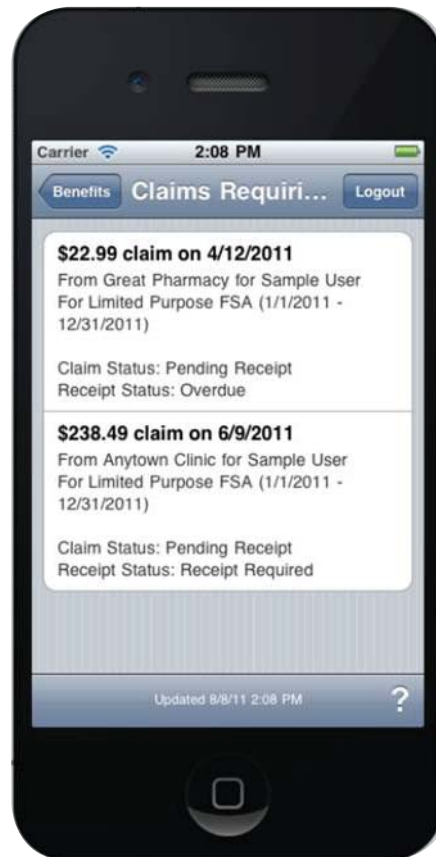 Carrier 2:08 PM
Benefits Claims Requiri... Logout
$22.99 claim on 4/12/2011
From Great Pharmacy for Sample User
For Limited Purpose FSA (1/1/2011 -
12/31/2011)
Claim Status: Pending Receipt
Receipt Status: Overdue
$238.49 claim on 6/9/2011
From Anytown Clinic for Sample User
For Limited Purpose FSA (1/1/2011 -
12/31/2011)
Claim Status: Pending Receipt
Receipt Status: Receipt Required
Updated 8/8/11 2:08 PM ?